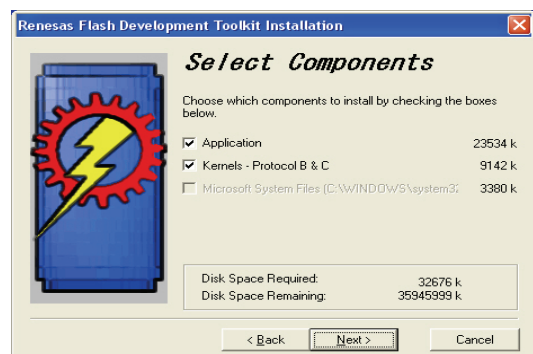 Renesas Flash Development Toolkit Installation
Select Components
Choose which components to install by checking the boxes
below.
Application 23534 k
Kernels - Protocol B & C 9142 k
Microsoft System Files (C:\WINDOWS\system32 3380 k
Disk Space Required: 32676 k
Disk Space Remaining: 35945999 k
< Back Next > Cancel